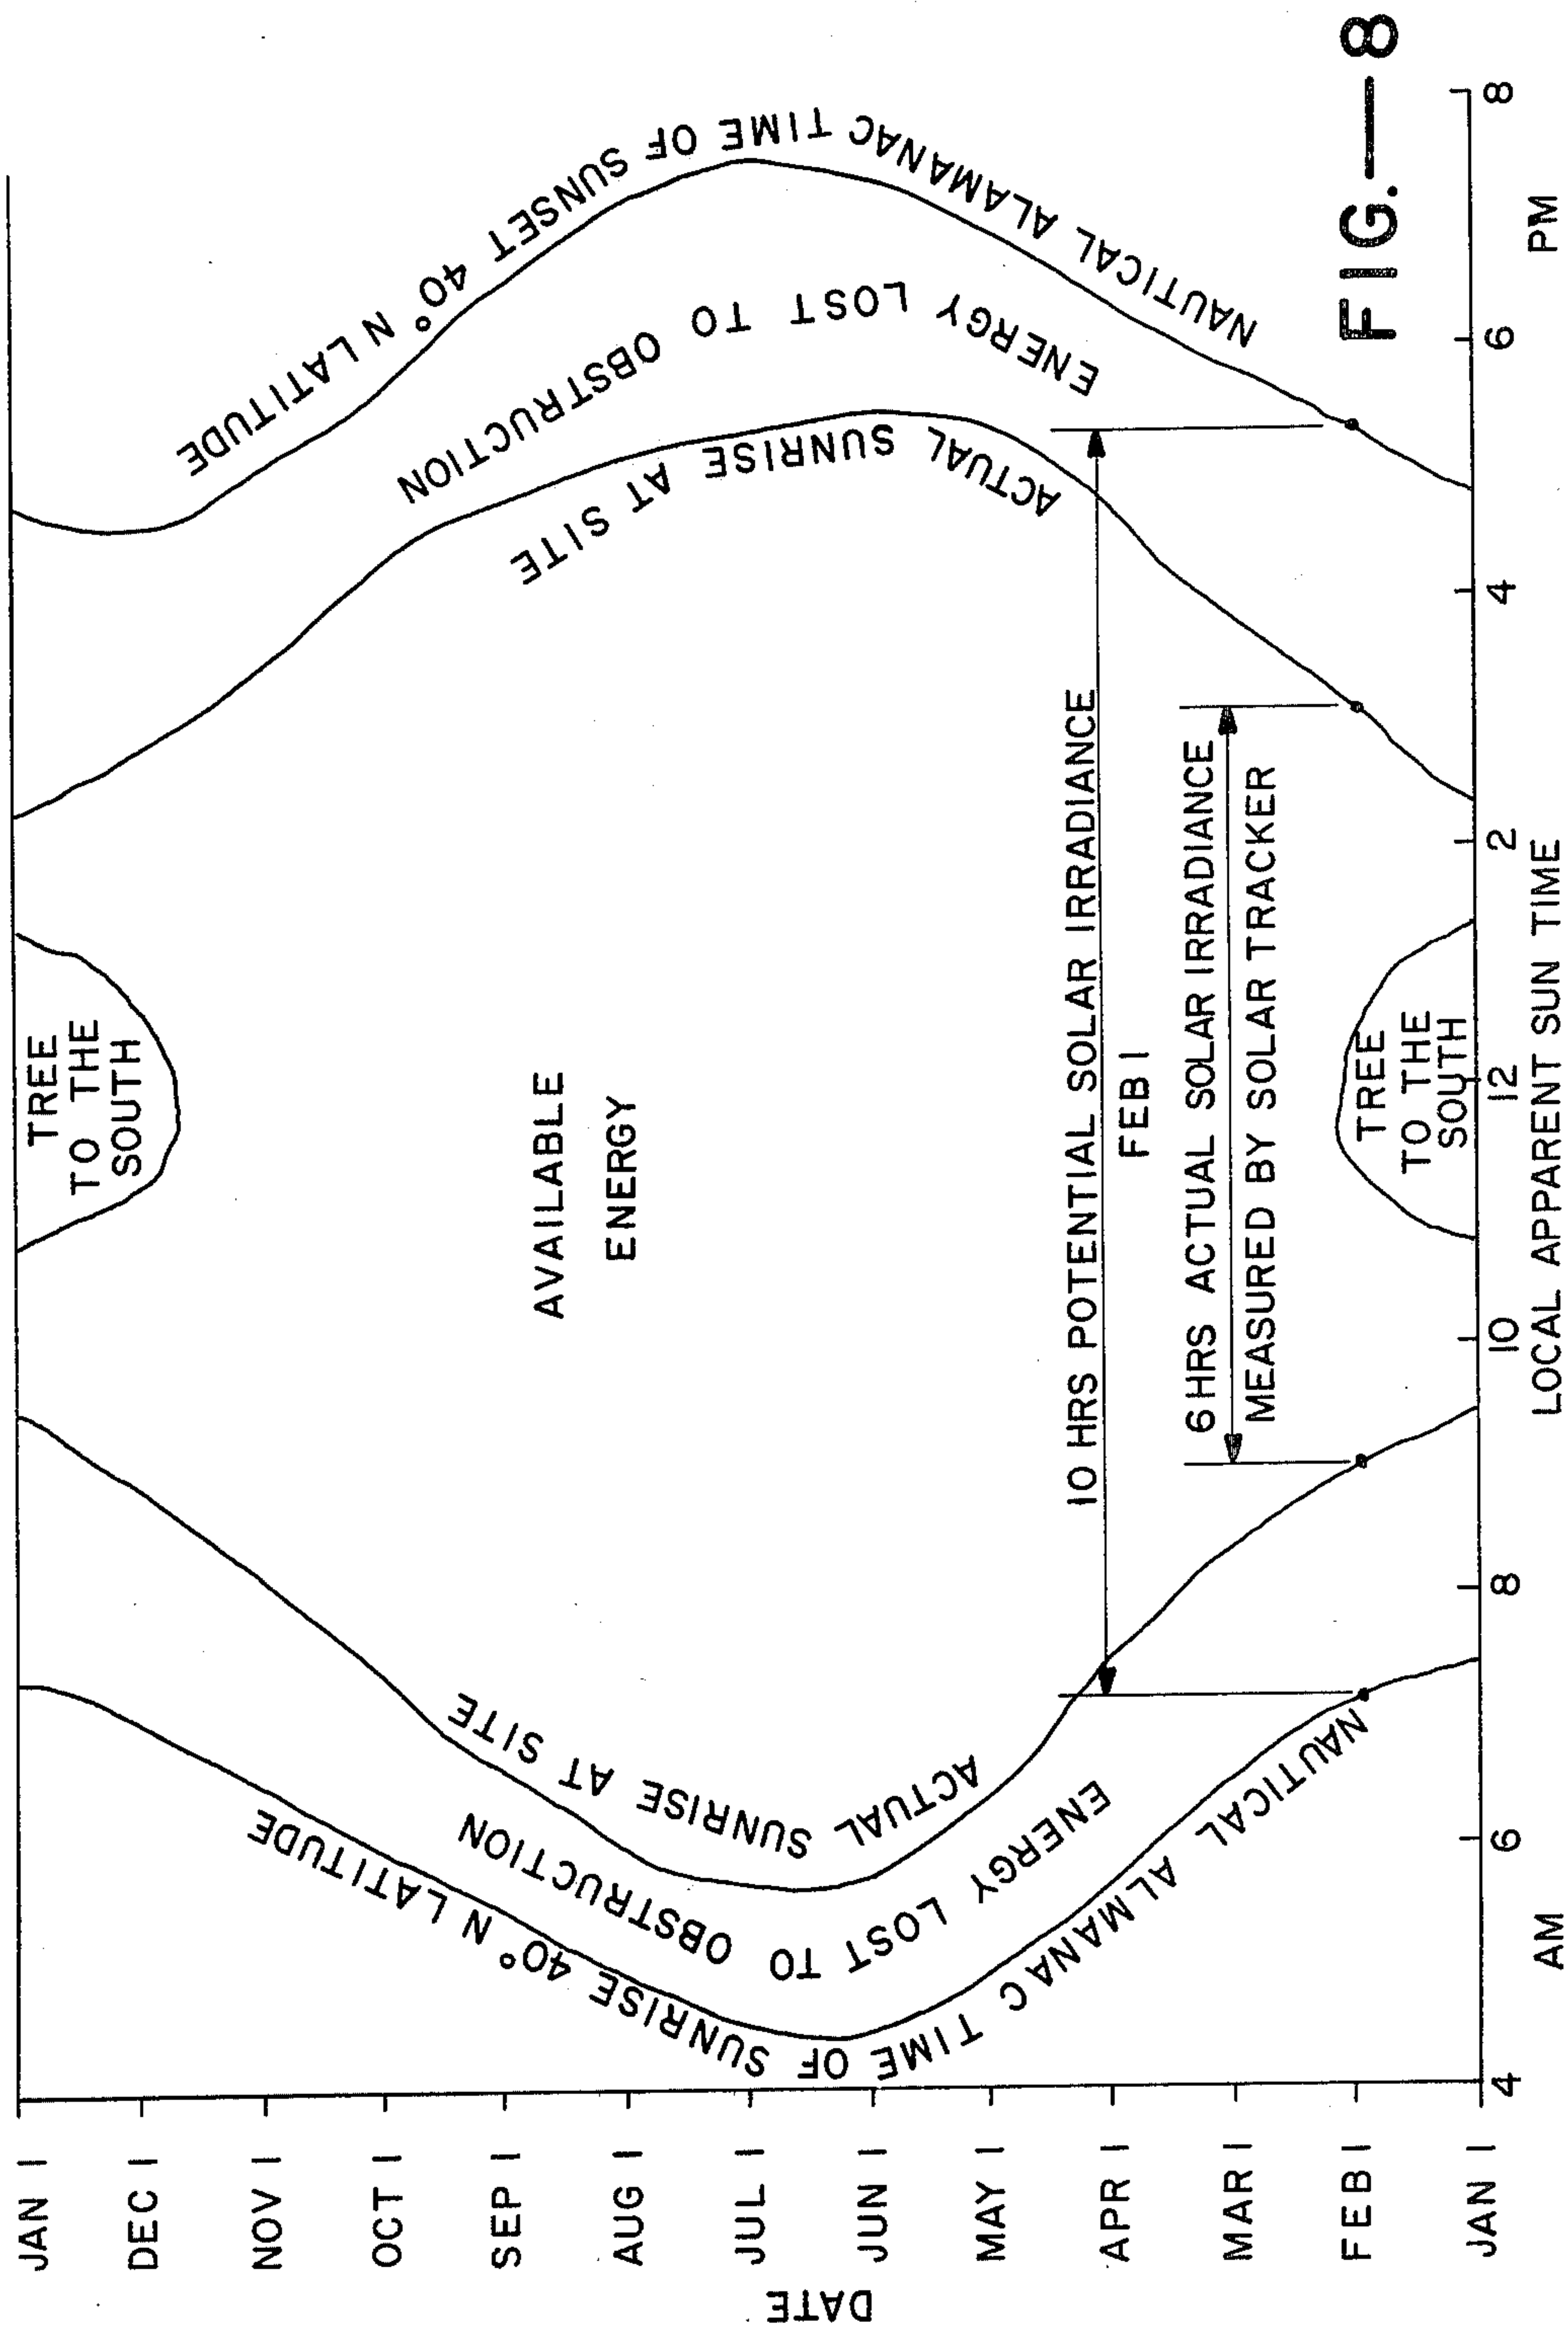 JAN 1
DEC 1
NOV 1
OCT 1
SEP 1
AUG 1
JUL 1
JUN 1
MAY 1
APR 1
MAR 1
FEB 1
JAN 1
DATE
TREE
TO THE
SOUTH
NAUTICAL ALMANAC TIME OF SUNRISE 40° N LATITUDE
ENERGY LOST TO OBSTRUCTION
ACTUAL SUNRISE AT SITE
AVAILABLE
ENERGY
ACTUAL SUNRISE AT SITE
ENERGY LOST TO OBSTRUCTION
NAUTICAL ALAMANAC TIME OF SUNSET 40° N LATITUDE
10 HRS POTENTIAL SOLAR IRRADIANCE
FEB 1
6 HRS ACTUAL SOLAR IRRADIANCE
MEASURED BY SOLAR TRACKER
TREE
TO THE
SOUTH
4 6 8 10 12 2 4 6 8
AM LOCAL APPARENT SUN TIME PM
FIG.—8